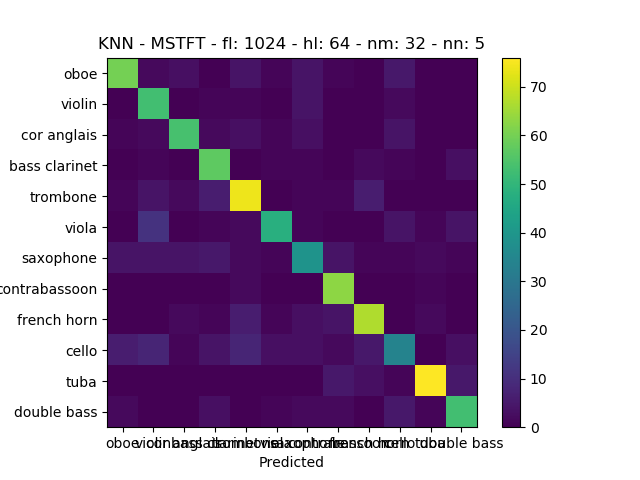 KNN - MSTFT - fl: 1024 - hl: 64 - nm: 32 - nn: 5
oboe
violin
cor anglais
bass clarinet
trombone
viola
saxophone
contrabassoon
french horn
cello
tuba
double bass
70
60
50
40
30
20
10
0
oboe violin double bass
Predicted